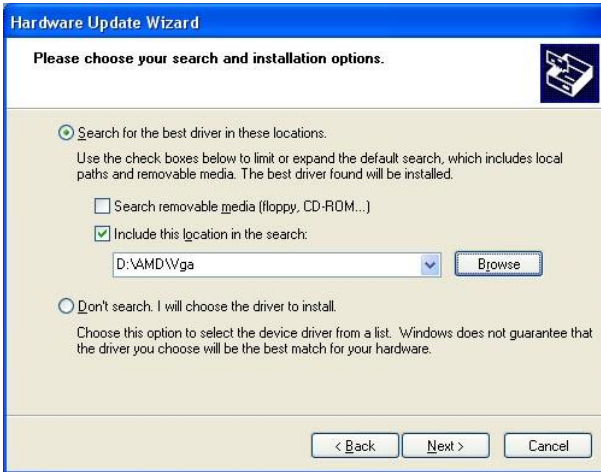 Hardware Update Wizard
Please choose your search and installation options.
Search for the best driver in these locations.
Use the check boxes below to limit or expand the default search, which includes local
paths and removable media. The best driver found will be installed.
Search removable media (floppy, CD-ROM...)
Include this location in the search:
D:\AMD\Vga
Browse
Don't search. I will choose the driver to install.
Choose this option to select the device driver from a list. Windows does not guarantee that
the driver you choose will be the best match for your hardware.
< Back Next > Cancel